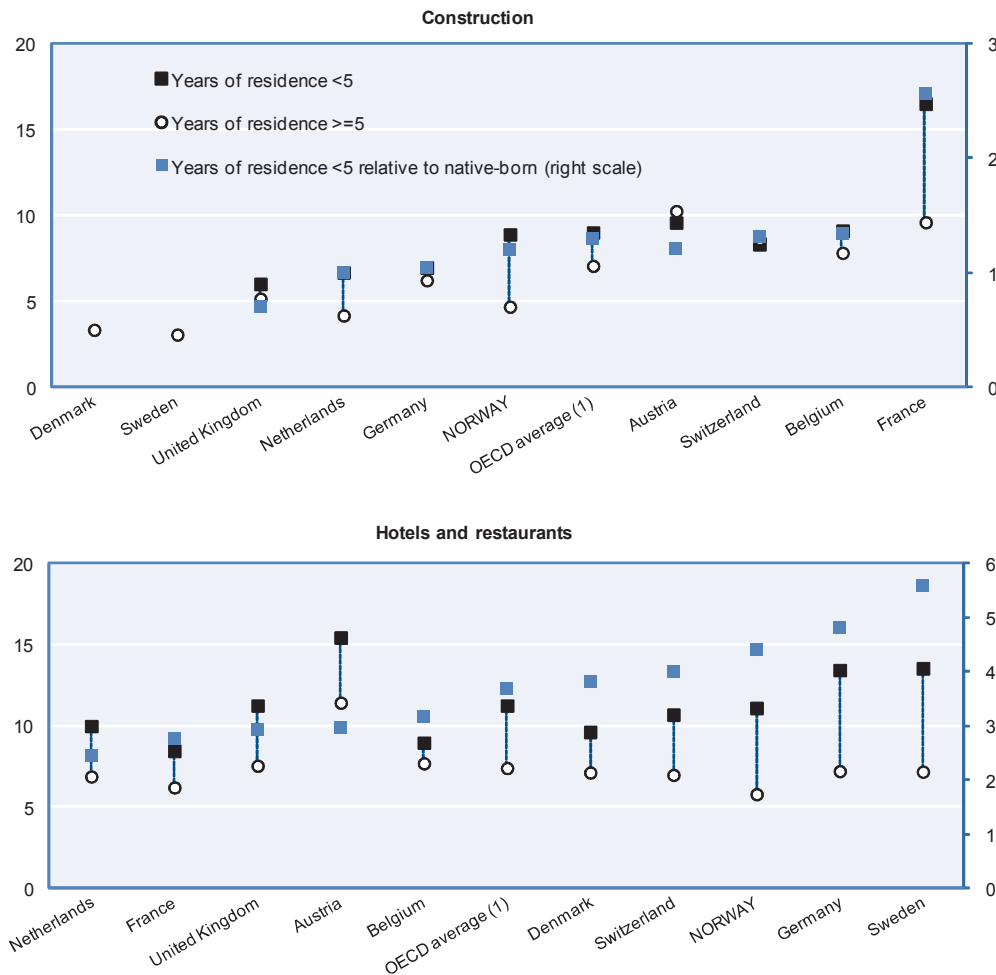 Construction
20
15
10
5
0
3
2
1
0
Years of residence <5
Years of residence >=5
Years of residence <5 relative to native-born (right scale)
Denmark
Sweden
United Kingdom
Netherlands
Germany
NORWAY
OECD average (1)
Austria
Switzerland
Belgium
France
Hotels and restaurants
20
15
10
5
0
6
5
4
3
2
1
0
Netherlands
France
United Kingdom
Austria
Belgium
OECD average (1)
Denmark
Switzerland
NORWAY
Germany
Sweden